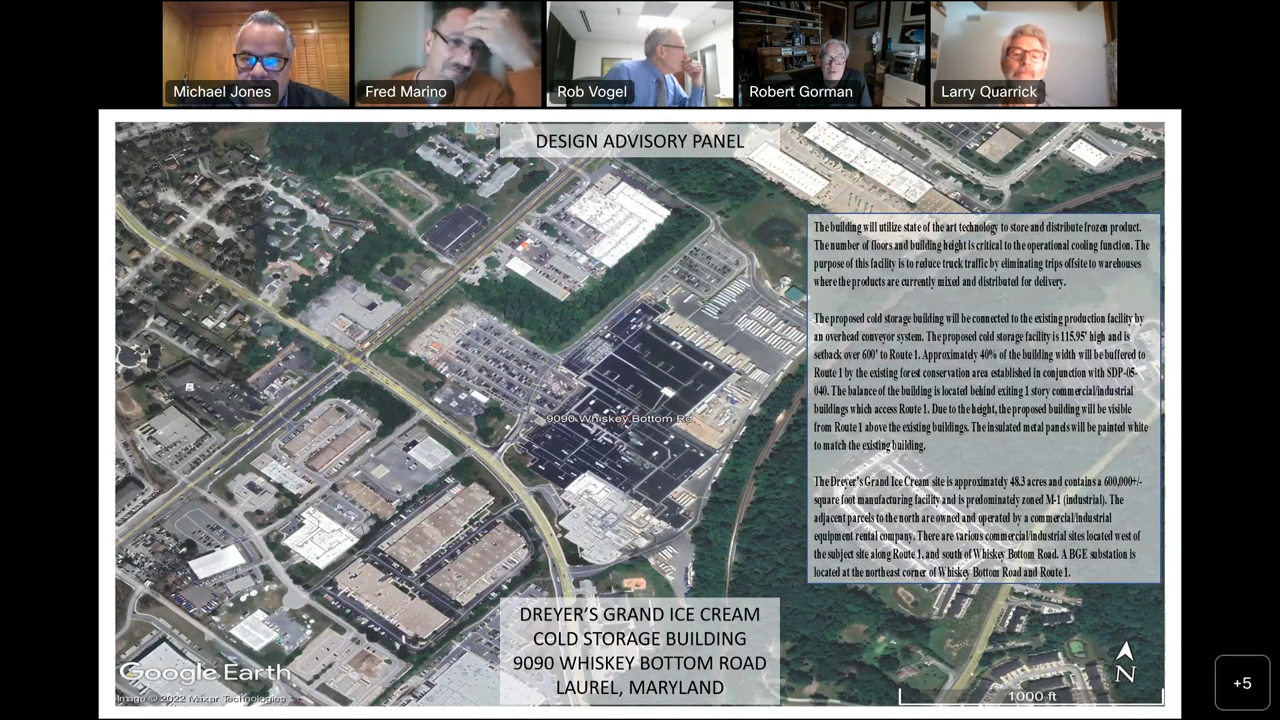 Michael Jones
Fred Marino
Rob Vogel
Robert Gorman
Larry Quarrick
DESIGN ADVISORY PANEL
The building will utilize state of the art technology to store and distribute frozen product.
The number of floors and building height is critical to the operational cooling function. The
purpose of this facility is to reduce truck traffic by eliminating trips offsite to warehouses
where the products are currently mixed and distributed for delivery.
The proposed cold storage building will be connected to the existing production facility by
an overhead conveyor system. The proposed cold storage facility is 115.95' high and is
setback over 600' to Route 1. Approximately 40% of the building width will be buffered to
Route 1 by the existing forest conservation area established in conjunction with SDP-05-
040. The balance of the building is located behind exiting 1 story commercial/industrial
buildings which access Route 1. Due to the height, the proposed building will be visible
from Route 1 above the existing buildings. The insulated metal panels will be painted white
to match the existing building.
The Dreyer's Grand Ice Cream site is approximately 48.3 acres and contains a 600,000+/-
square foot manufacturing facility and is predominately zoned M-1 (industrial). The
adjacent parcels to the north are owned and operated by a commercial/industrial
equipment rental company. There are various commercial/industrial sites located west of
the subject site along Route 1, and south of Whiskey Bottom Road. A BGE substation is
located at the northeast corner of Whiskey Bottom Road and Route 1.
9090 Whiskey Bottom Rd
DREYER'S GRAND ICE CREAM
COLD STORAGE BUILDING
9090 WHISKEY BOTTOM ROAD
LAUREL, MARYLAND
Google Earth
Image © 2022 Maxar Technologies
N
1000 ft
+5